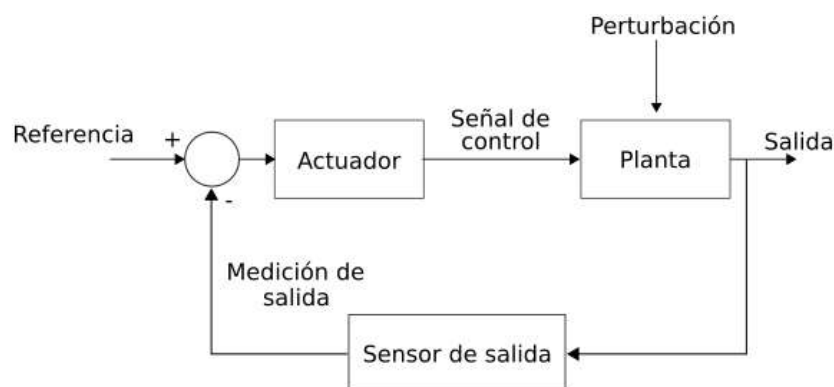 Perturbación
Referencia
+
-
Actuador
Señal de
control
Planta
Salida
Medición de
salida
Sensor de salida